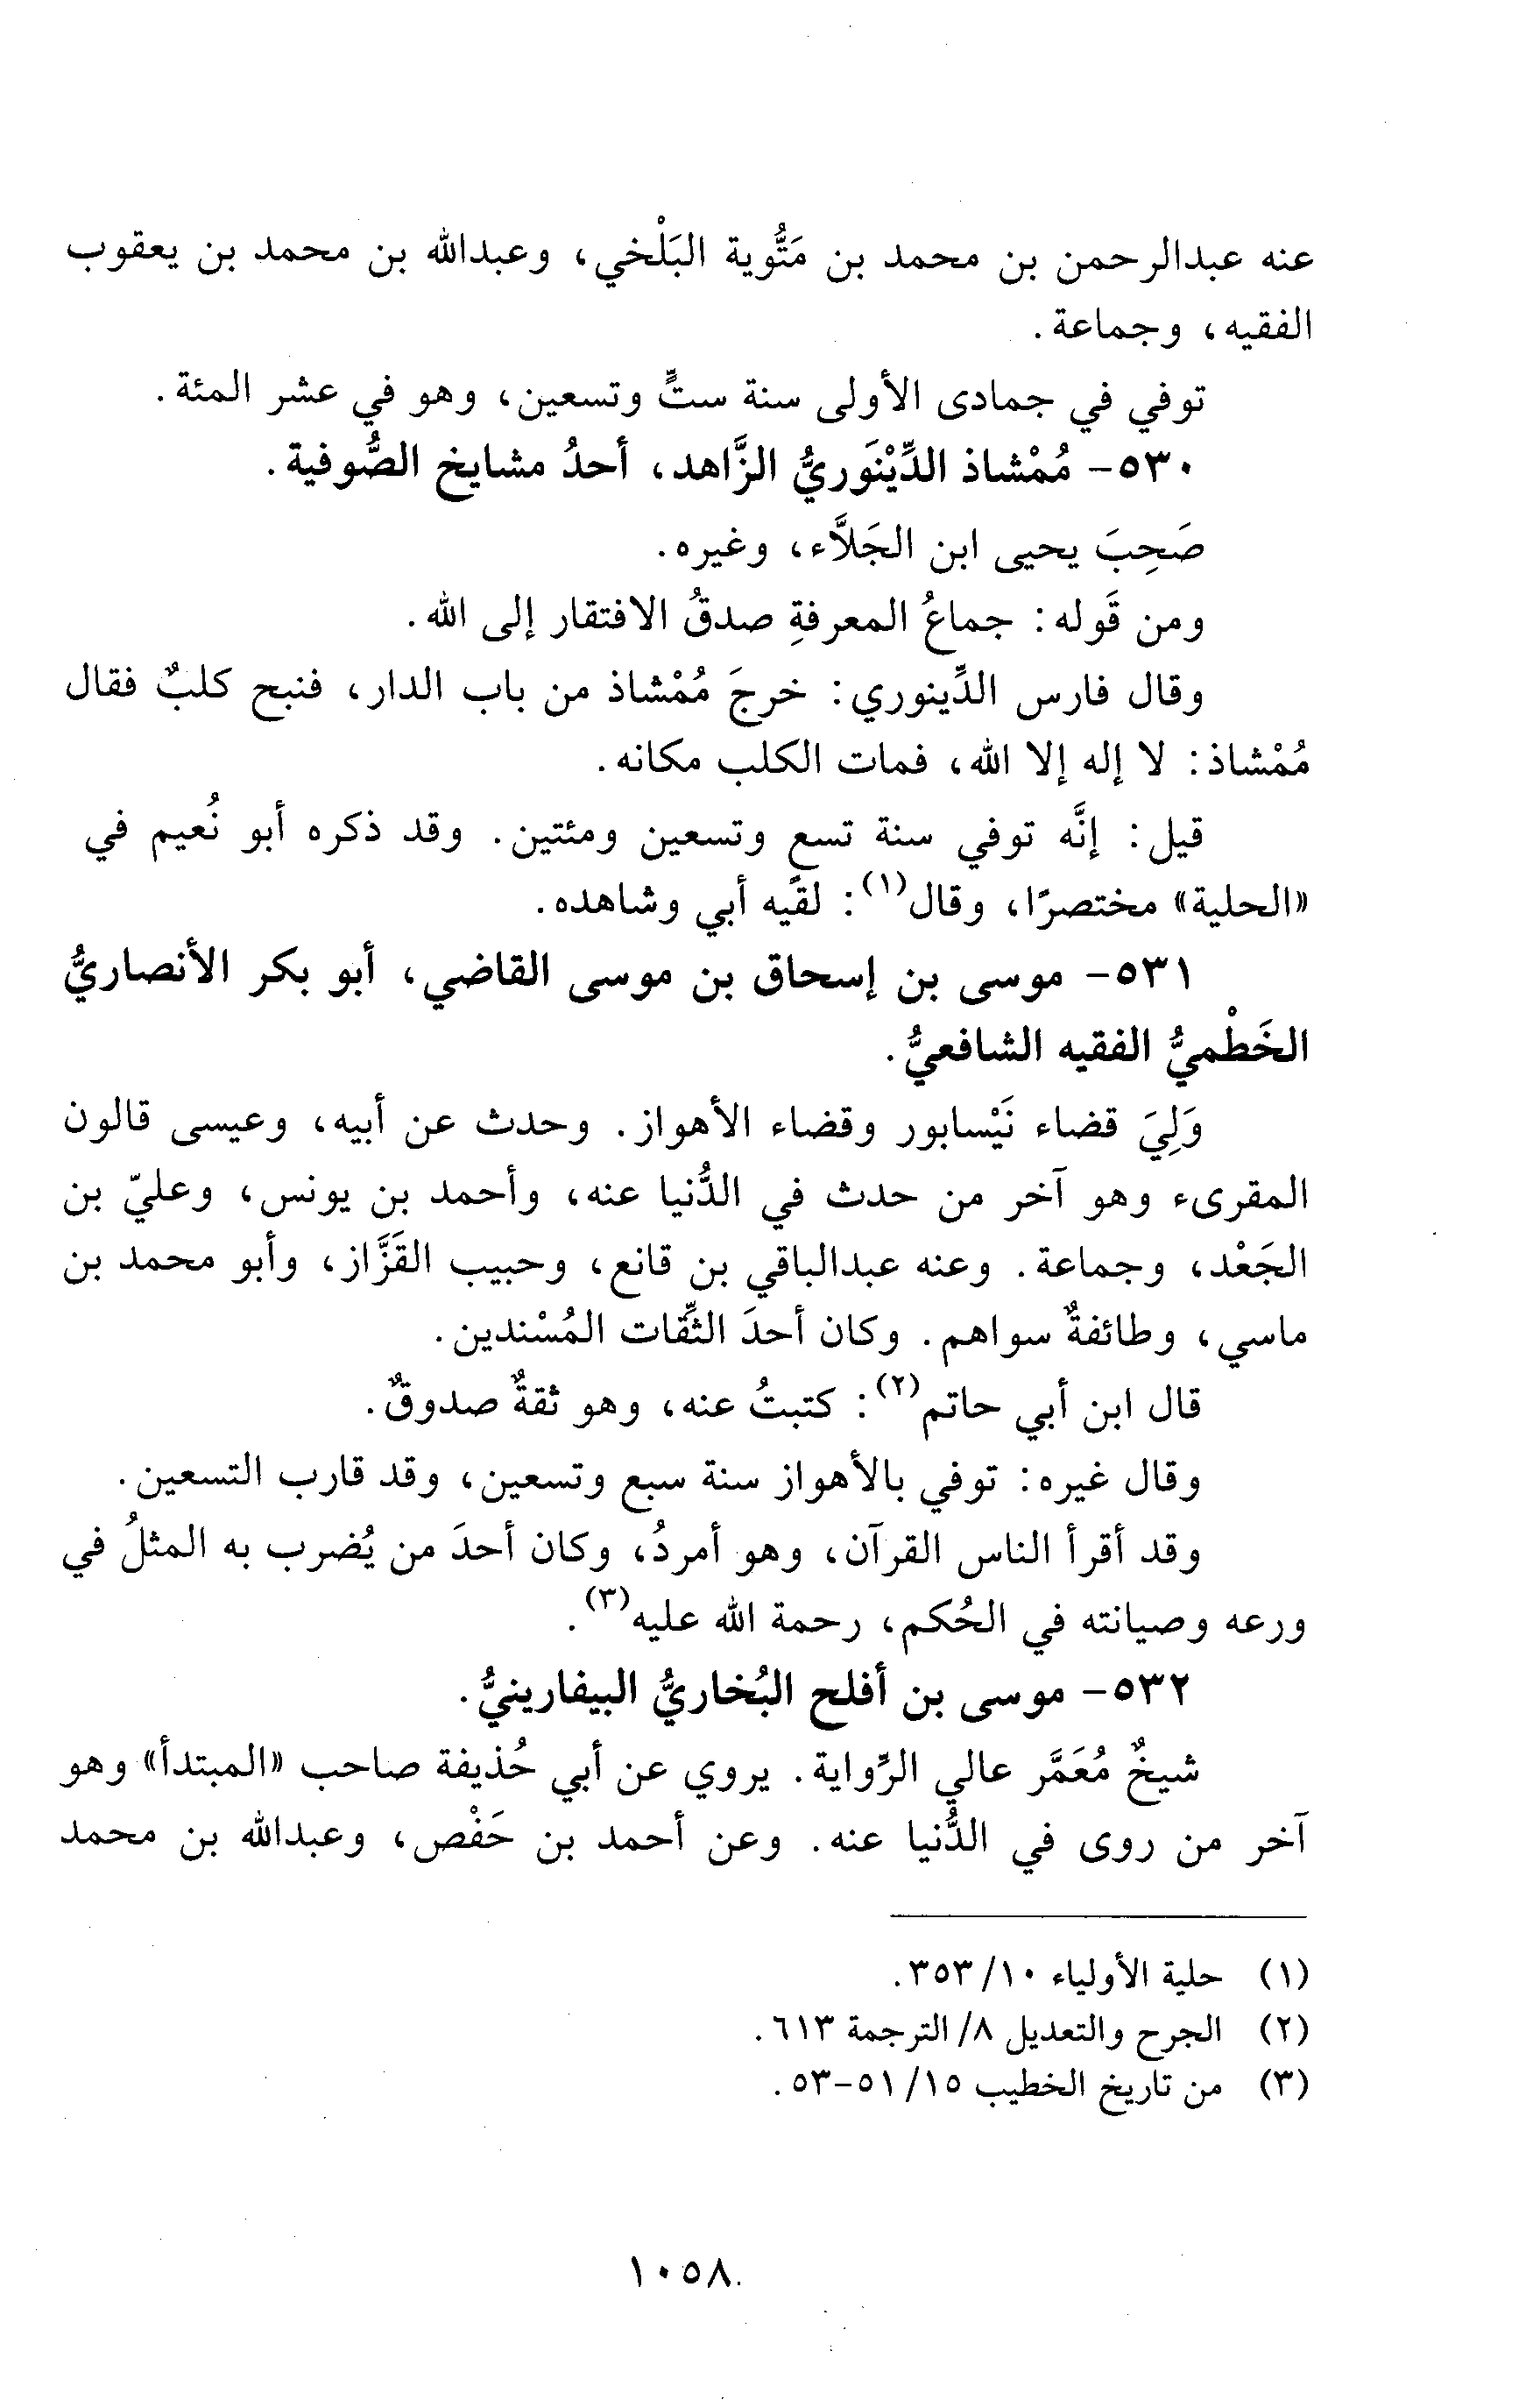 عنه عبدالرحمن بن محمد بن مَتُّوية البَلْخي، وعبدالله بن محمد بن يعقوب
الفقيه، وجماعة.
توفي في جمادى الأولى سنة ستٍّ وتسعين، وهو في عشر المئة.
٥٣٠- مُمْشاذ الدِّيْنَوريُّ الزَّاهد، أحدُ مشايخ الصُّوفية.
صَحِبَ يحيى ابن الجَلاَّء، وغيره.
ومن قَوله: جماعُ المعرفةِ صدقُ الافتقار إلى الله.
وقال فارس الدِّينوري: خرجَ مُمْشاذ من باب الدار، فنبح كلبٌ فقال
مُمْشاذ: لا إله إلا الله، فمات الكلب مكانه.
قيل: إنَّه توفي سنة تسع وتسعين ومئتين. وقد ذكره أبو نُعيم في
«الحلية» مختصرًا، وقال(١): لقيه أبي وشاهده.
٥٣١- موسى بن إسحاق بن موسى القاضي، أبو بكر الأنصاريُّ
الخَطْميُّ الفقيه الشافعيُّ.
وَلِيَ قضاء نَيْسابور وقضاء الأهواز. وحدث عن أبيه، وعيسى قالون
المقرىء وهو آخر من حدث في الدُّنيا عنه، وأحمد بن يونس، وعليّ بن
الجَعْد، وجماعة. وعنه عبدالباقي بن قانع، وحبيب القَزَّاز، وأبو محمد بن
ماسي، وطائفةٌ سواهم. وكان أحدَ الثِّقات المُسْندين.
قال ابن أبي حاتم(٢): كتبتُ عنه، وهو ثقةٌ صدوقٌ.
وقال غيره: توفي بالأهواز سنة سبع وتسعين، وقد قارب التسعين.
وقد أقرأ الناس القرآن، وهو أمردُ، وكان أحدَ من يُضرب به المثلُ في
ورعه وصيانته في الحُكم، رحمة الله عليه(٣).
٥٣٢- موسى بن أفلح البُخاريُّ البيفارينيُّ.
شيخٌ مُعَمَّر عالي الرِّواية. يروي عن أبي حُذيفة صاحب «المبتدأ» وهو
آخر من روى في الدُّنيا عنه. وعن أحمد بن حَفْص، وعبدالله بن محمد
(١) حلية الأولياء ١٠/ ٣٥٣.
(٢) الجرح والتعديل ٨/ الترجمة ٦١٣.
(٣) من تاريخ الخطيب ١٥/ ٥١-٥٣.
١٠٥٨